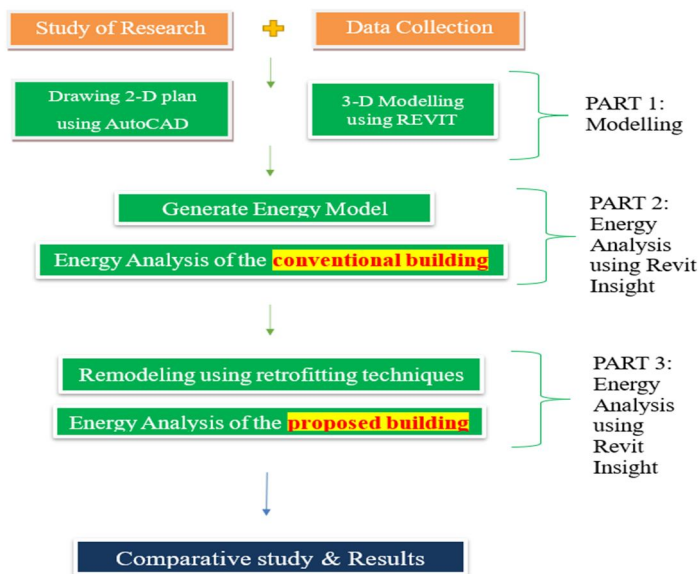 Study of Research
Data Collection
Drawing 2-D plan
using AutoCAD
3-D Modelling
using REVIT
PART 1:
Modelling
Generate Energy Model
Energy Analysis of the conventional building
PART 2:
Energy
Analysis
using Revit
Insight
Remodeling using retrofitting techniques
Energy Analysis of the proposed building
PART 3:
Energy
Analysis
using
Revit
Insight
Comparative study & Results